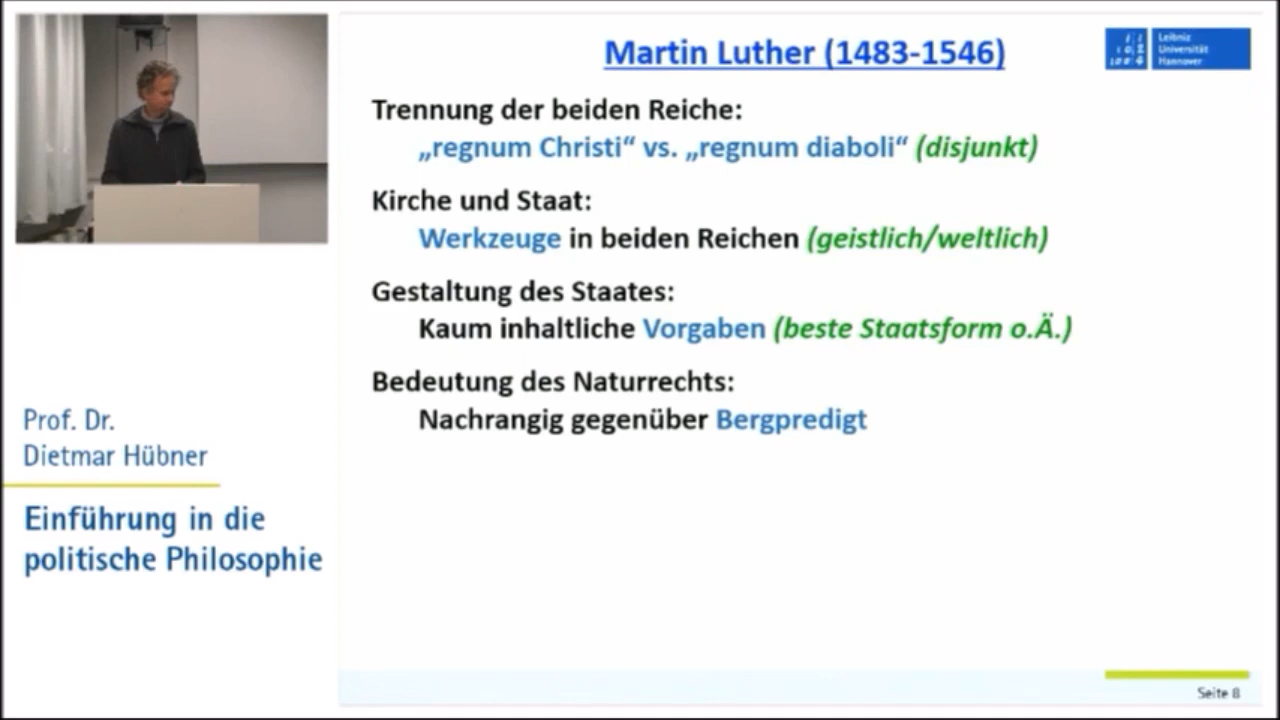 Martin Luther (1483-1546)
Leibniz
Universität
Hannover
Trennung der beiden Reiche:
„regnum Christi“ vs. „regnum diaboli“ (disjunkt)
Kirche und Staat:
Werkzeuge in beiden Reichen (geistlich/weltlich)
Gestaltung des Staates:
Kaum inhaltliche Vorgaben (beste Staatsform o.Ä.)
Bedeutung des Naturrechts:
Nachrangig gegenüber Bergpredigt
Prof. Dr.
Dietmar Hübner
Einführung in die
politische Philosophie
Seite 8